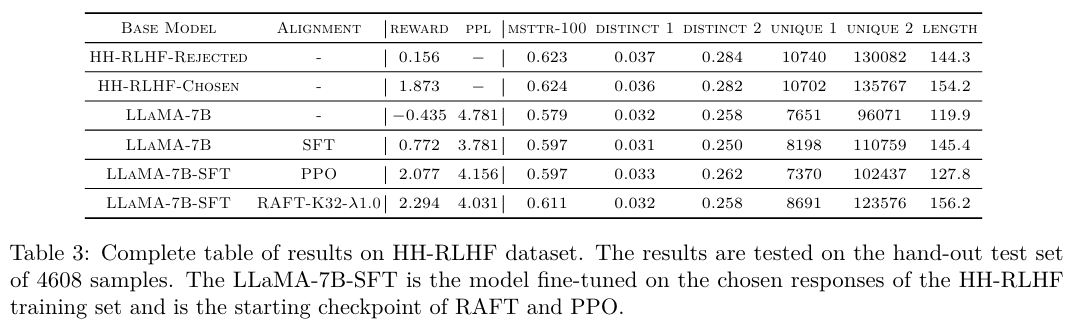 BASE MODEL ALIGNMENT REWARD PPL MSTTR-100 DISTINCT 1 DISTINCT 2 UNIQUE 1 UNIQUE 2 LENGTH
HH-RLHF-REJECTED - 0.156 − 0.623 0.037 0.284 10740 130082 144.3
HH-RLHF-CHOSEN - 1.873 − 0.624 0.036 0.282 10702 135767 154.2
LLAMA-7B - −0.435 4.781 0.579 0.032 0.258 7651 96071 119.9
LLAMA-7B SFT 0.772 3.781 0.597 0.031 0.250 8198 110759 145.4
LLAMA-7B-SFT PPO 2.077 4.156 0.597 0.033 0.262 7370 102437 127.8
LLAMA-7B-SFT RAFT-K32-λ1.0 2.294 4.031 0.611 0.032 0.258 8691 123576 156.2
Table 3: Complete table of results on HH-RLHF dataset. The results are tested on the hand-out test set
of 4608 samples. The LLaMA-7B-SFT is the model fine-tuned on the chosen responses of the HH-RLHF
training set and is the starting checkpoint of RAFT and PPO.